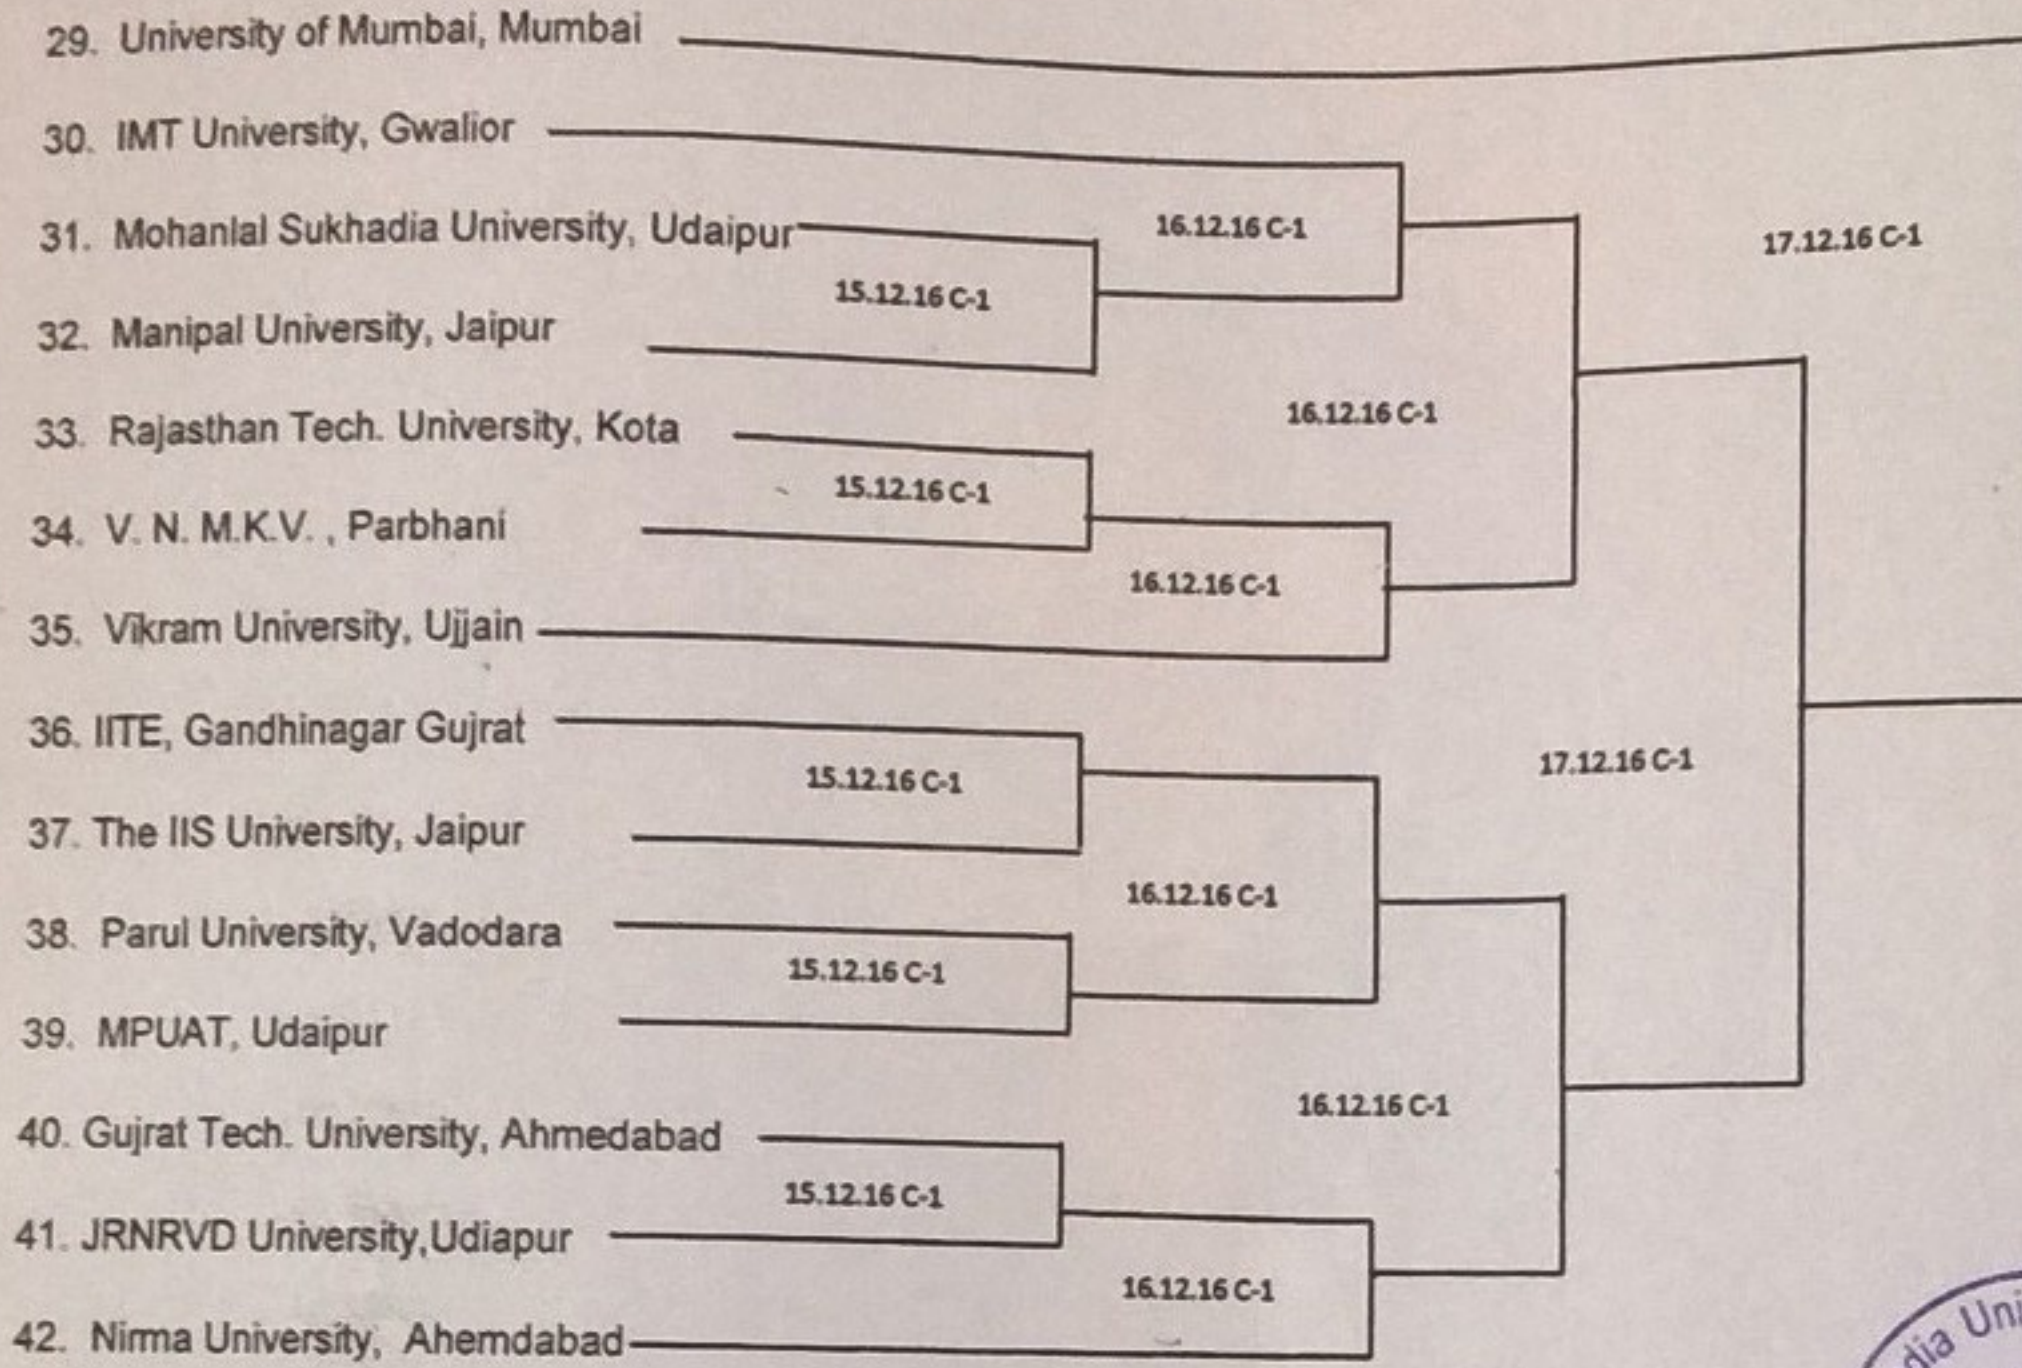 29. University of Mumbai, Mumbai
30. IMT University, Gwalior
31. Mohanlal Sukhadia University, Udaipur
16.12.16 C-1
17.12.16 C-1
15.12.16 C-1
32. Manipal University, Jaipur
16.12.16 C-1
33. Rajasthan Tech. University, Kota
15.12.16 C-1
34. V. N. M.K.V. , Parbhani
16.12.16 C-1
35. Vikram University, Ujjain
36. IITE, Gandhinagar Gujrat
17.12.16 C-1
15.12.16 C-1
37. The IIS University, Jaipur
16.12.16 C-1
38. Parul University, Vadodara
15.12.16 C-1
39. MPUAT, Udaipur
16.12.16 C-1
40. Gujrat Tech. University, Ahmedabad
15.12.16 C-1
41. JRNRVD University,Udiapur
16.12.16 C-1
42. Nirma University, Ahemdabad